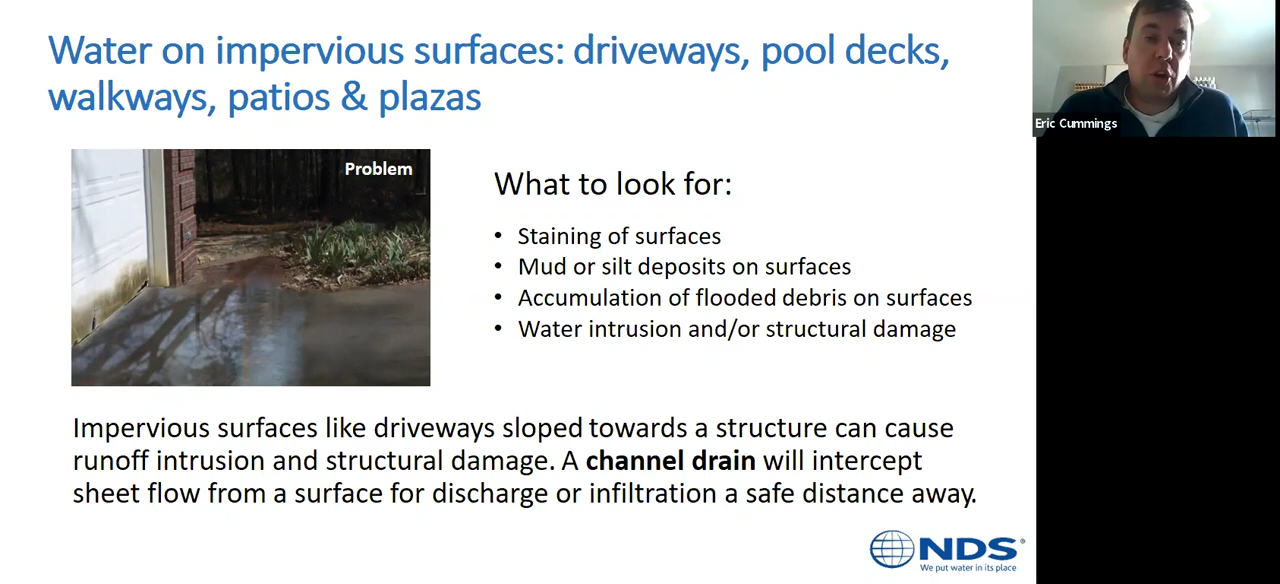 Water on impervious surfaces: driveways, pool decks,
walkways, patios & plazas
Eric Cummings
Problem
What to look for:
• Staining of surfaces
• Mud or silt deposits on surfaces
• Accumulation of flooded debris on surfaces
• Water intrusion and/or structural damage
Impervious surfaces like driveways sloped towards a structure can cause
runoff intrusion and structural damage. A channel drain will intercept
sheet flow from a surface for discharge or infiltration a safe distance away.
NDS®
We put water in its place